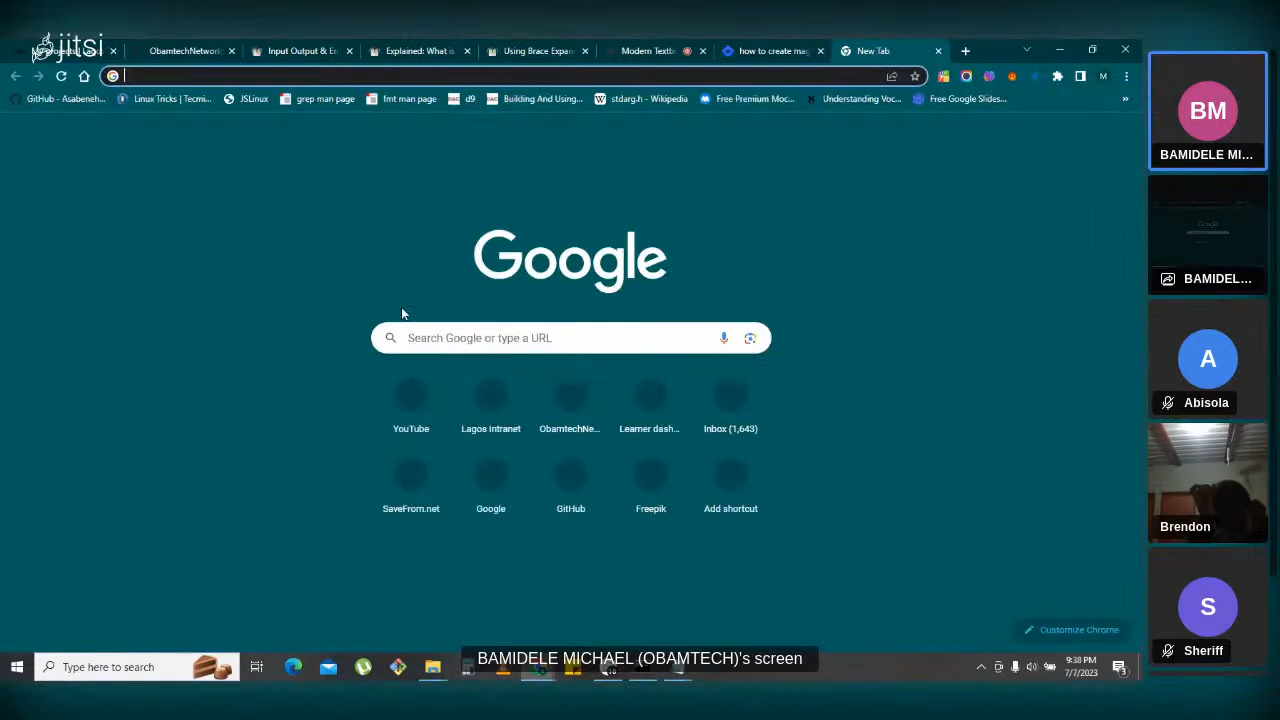 jitsi
ObamtechNetwork
Input Output & Er
Explained: What is
Using Brace Expan
Modern Textb
how to create mag
New Tab
GitHub - Asabeneh...
Linux Tricks | Tecmi...
JSLinux
grep man page
fmt man page
d9
Building And Using...
stdarg.h - Wikipedia
Free Premium Moc...
Understanding Voc...
Free Google Slides...
»
M
Google
Search Google or type a URL
YouTube
Lagos Intranet
ObamtechNe...
Learner dash...
Inbox (1,643)
SaveFrom.net
Google
GitHub
Freepik
Add shortcut
Customize Chrome
Type here to search
BAMIDELE MICHAEL (OBAMTECH)'s screen
9:38 PM
7/7/2023
BM
BAMIDELE MI...
BAMIDEL...
A
Abisola
Brendon
S
Sheriff